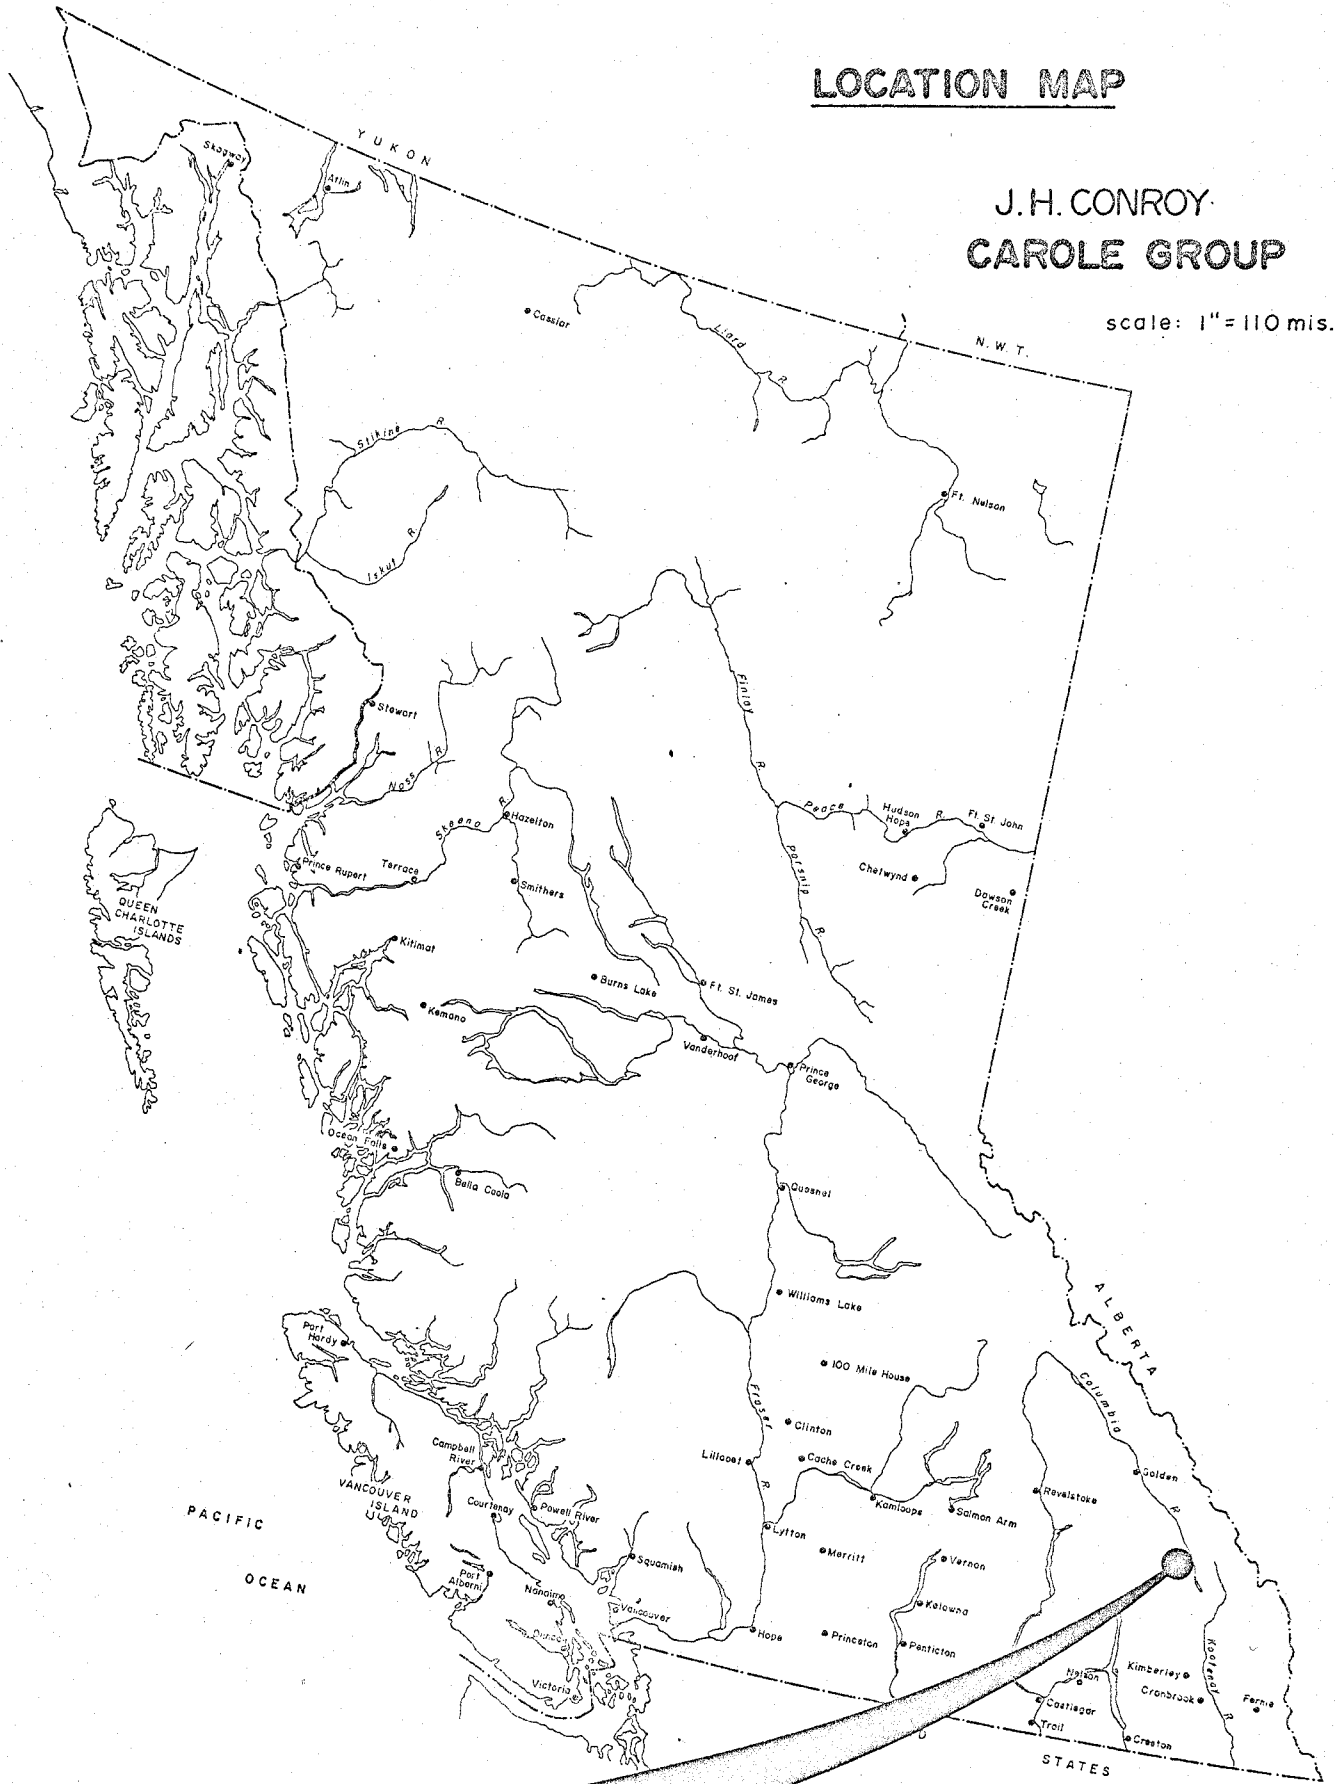 LOCATION MAP
J.H. CONROY
CAROLE GROUP
scale: 1" = 110 mis.
YUKON
Skagway
Atlin
Cassiar
Liard
R.
N.W.T.
Stikine R.
Ft. Nelson
Iskut R.
Finlay
R.
Stewart
Nass R.
Peace
Hudson
Hope
R.
Ft. St. John
Skeena R.
Hazelton
Prince Rupert
Terrace
Smithers
Parsnip
R.
Chetwynd
Dawson
Creek
QUEEN
CHARLOTTE
ISLANDS
Kitimat
Burns Lake
Ft. St. James
Kemano
Vanderhoof
Prince
George
Ocean Falls
Bella Coola
Quesnel
Williams Lake
ALBERTA
Port
Hardy
100 Mile House
Columbia
R.
Fraser
R.
Clinton
Campbell
River
Lillooet
Cache Creek
Golden
VANCOUVER
ISLAND
Courtenay
Powell River
Kamloops
Salmon Arm
Revelstoke
PACIFIC
OCEAN
Lytton
Merritt
Vernon
Squamish
Port
Alberni
Nanaimo
Vancouver
Kelowna
Hope
Princeton
Penticton
Duncan
Victoria
Nelson
Kimberley
Kootenay
R.
Castlegar
Cranbrook
Fernie
Trail
Creston
STATES